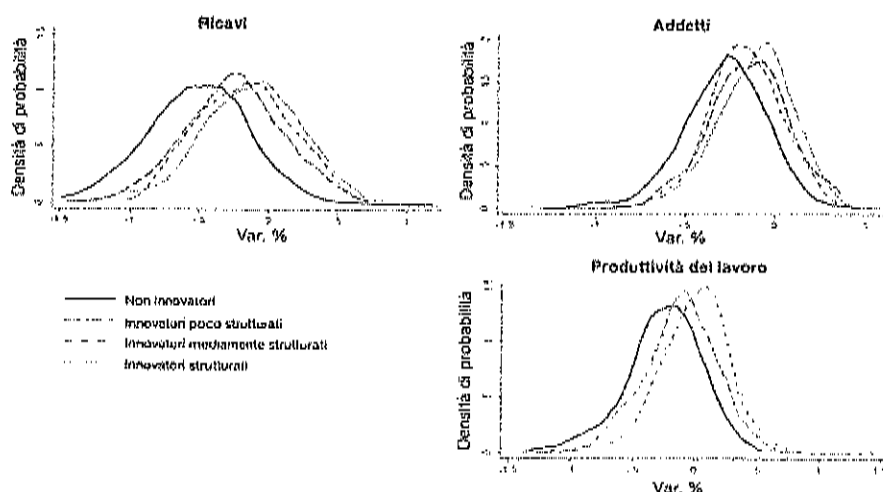 Ricavi
Densità di probabilità
Var. %
Addetti
Densità di probabilità
Var. %
Produttività del lavoro
Densità di probabilità
Var. %
Non innovatori
Innovatori poco strutturati
Innovatori mediamente strutturati
Innovatori strutturati